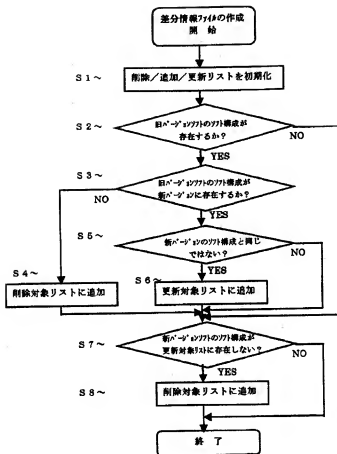 差分情報ファイルの作成
開始
S1～
削除／追加／更新リストを初期化
S2～
旧バージョンソフトのソフト構成が
存在するか？
NO
YES
S3～
旧バージョンソフトのソフト構成が
新バージョンに存在するか？
NO
YES
S5～
新バージョンのソフト構成と同じ
ではない？
NO
YES
S4～
削除対象リストに追加
S6～
更新対象リストに追加
S7～
新バージョンソフトのソフト構成が
更新対象リストに存在しない？
NO
YES
S8～
削除対象リストに追加
終了